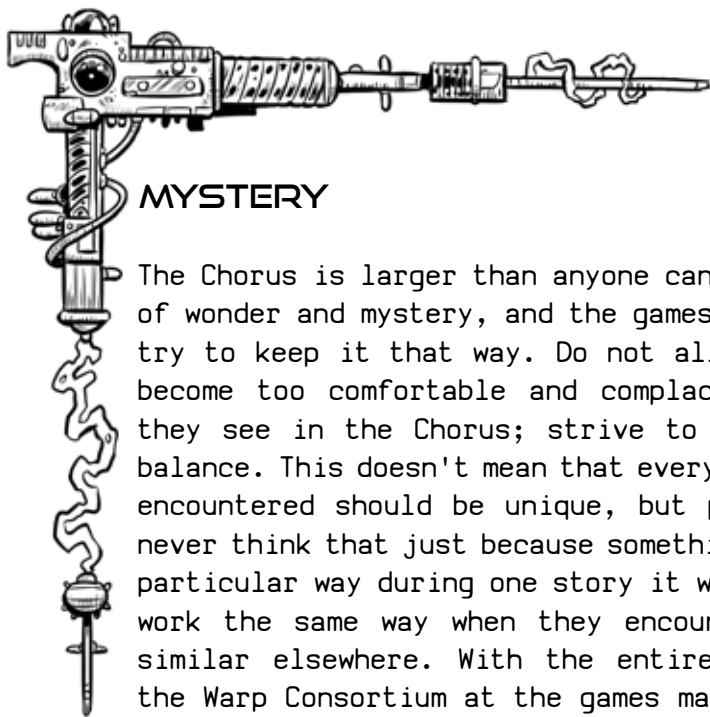 MYSTERY
The Chorus is larger than anyone can
of wonder and mystery, and the games
try to keep it that way. Do not al
become too comfortable and complac
they see in the Chorus; strive to
balance. This doesn't mean that every
encountered should be unique, but p
never think that just because somethi
particular way during one story it w
work the same way when they encoun
similar elsewhere. With the entire
the Warp Consortium at the games ma